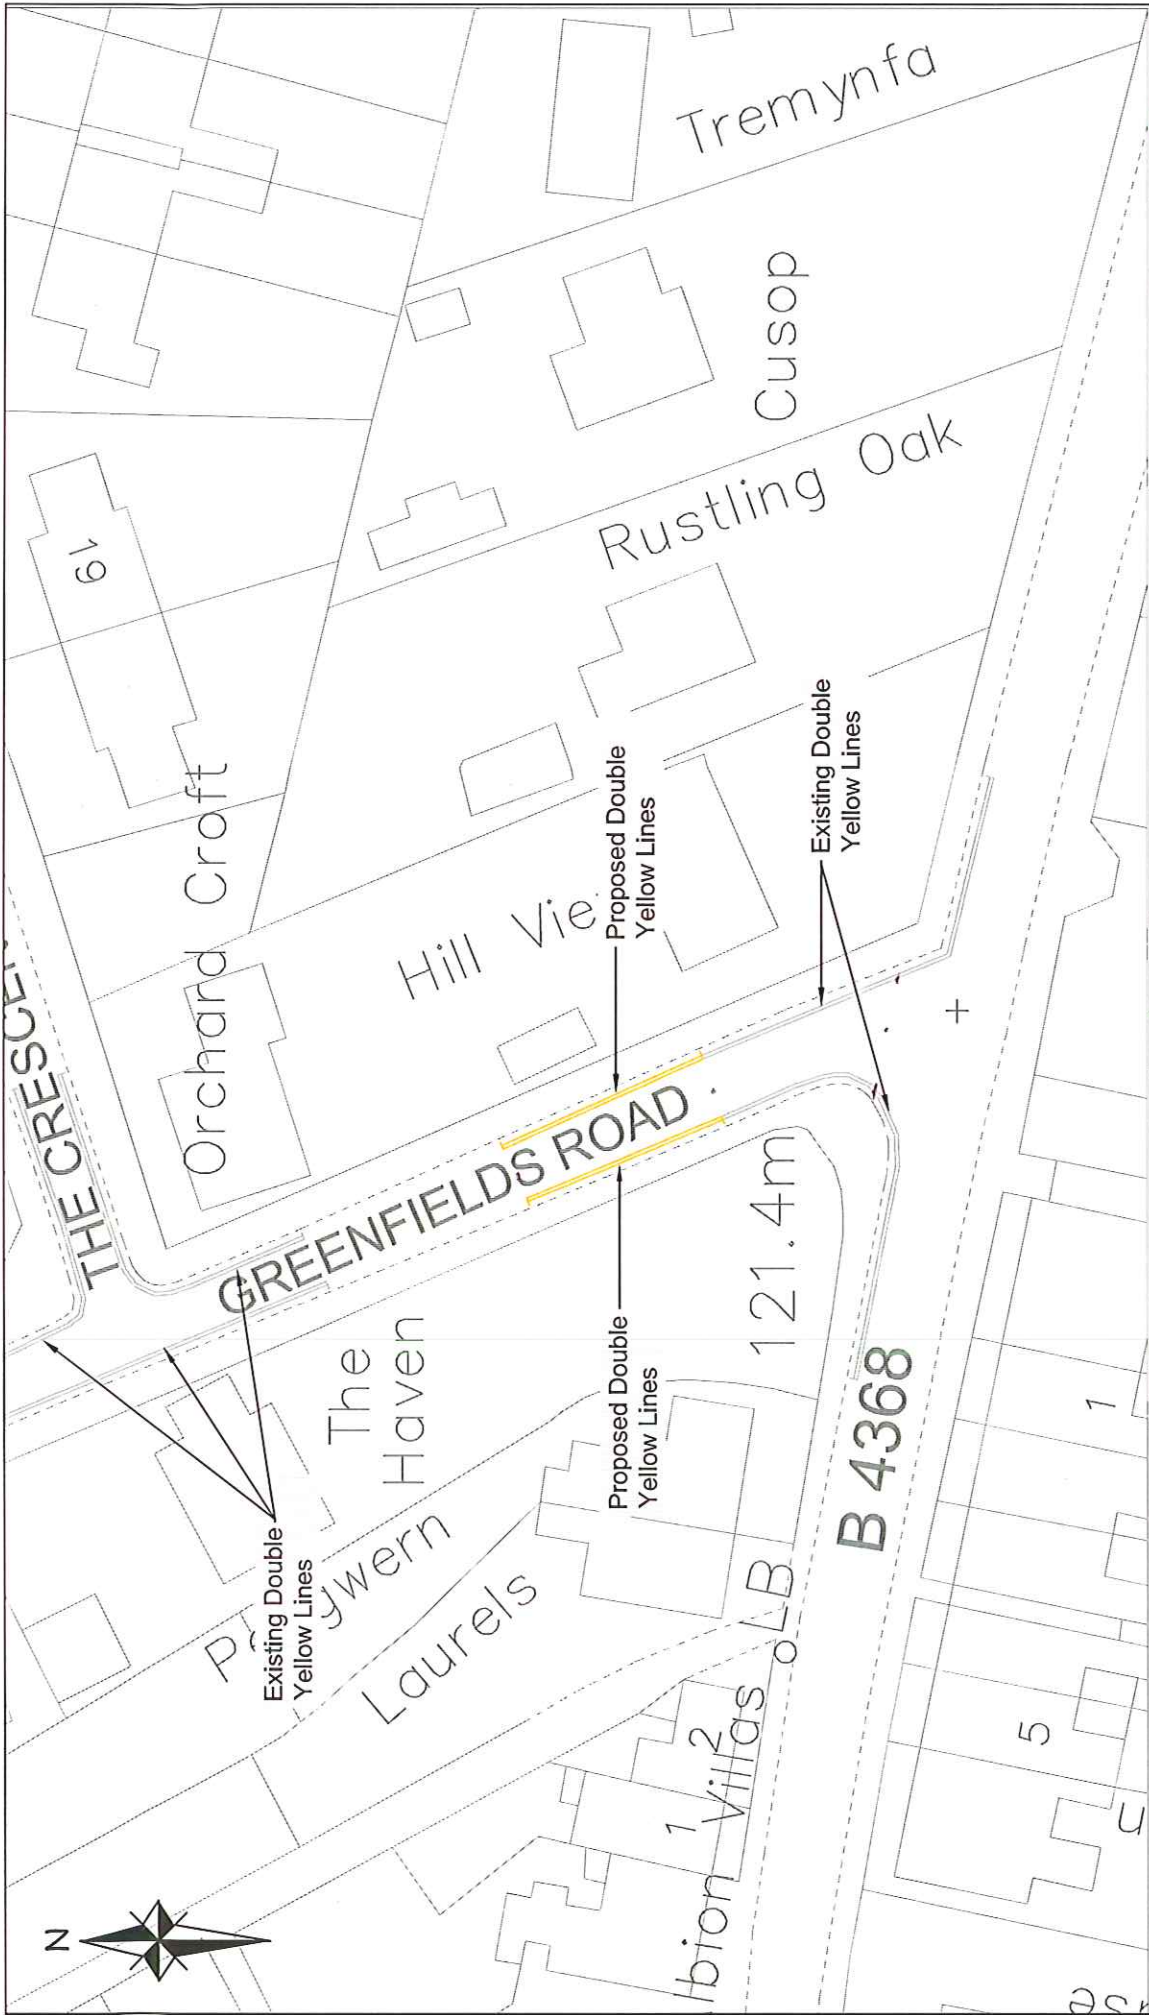 N
THE CRESCEN
19
Orchard Croft
Tremynfa
Cusop
Rustling Oak
Hill Vie
Proposed Double
Yellow Lines
Existing Double
Yellow Lines
GREENFIELDS ROAD
The
Haven
Existing Double
Yellow Lines
Proposed Double
Yellow Lines
121.4m
Laurels
B 4368
LB
1
2
lbion Villas
1
5